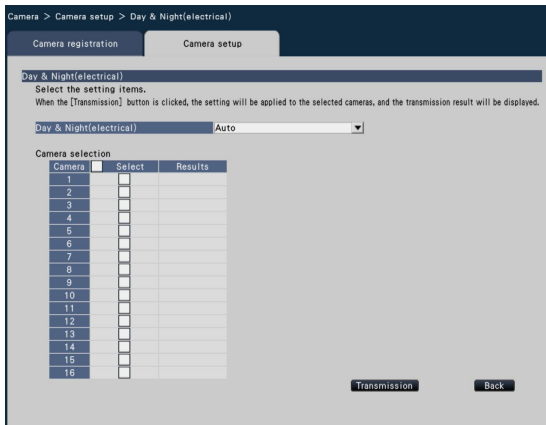 Camera > Camera setup > Day & Night(electrical)
Camera registration Camera setup
Day & Night(electrical)
Select the setting items.
When the [Transmission] button is clicked, the setting will be applied to the selected cameras, and the transmission result will be displayed.
Day & Night(electrical) Auto
Camera selection
Camera Select Results
1
2
3
4
5
6
7
8
9
10
11
12
13
14
15
16
Transmission Back